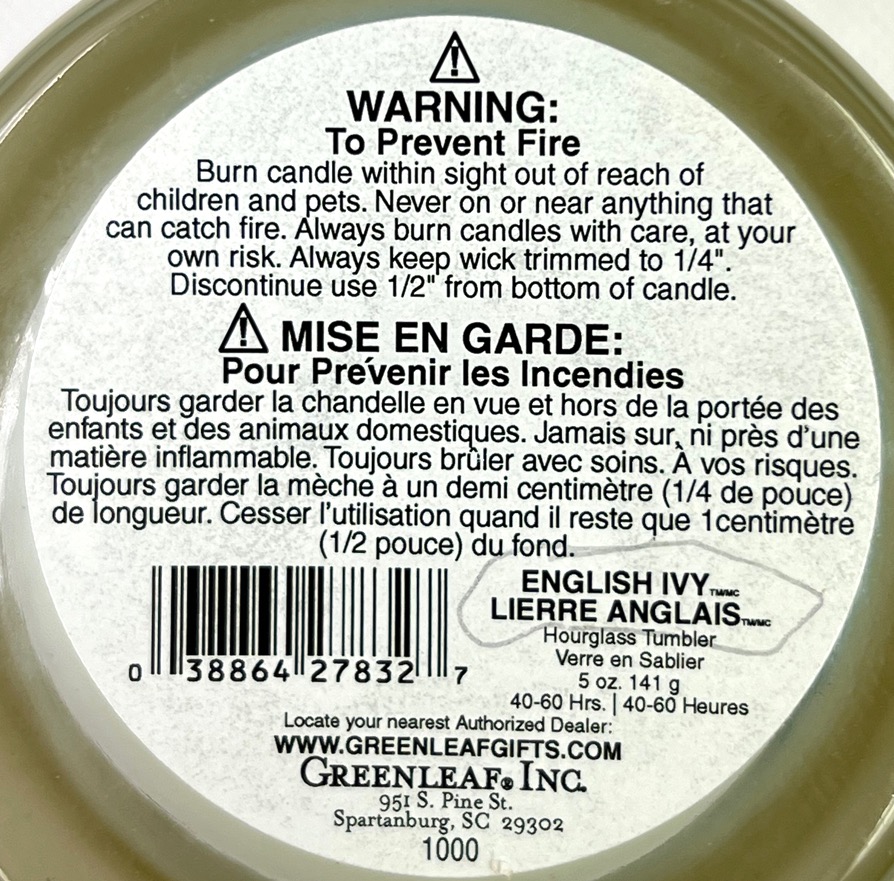 WARNING:
To Prevent Fire
Burn candle within sight out of reach of
children and pets. Never on or near anything that
can catch fire. Always burn candles with care, at your
own risk. Always keep wick trimmed to 1/4".
Discontinue use 1/2" from bottom of candle.
MISE EN GARDE:
Pour Prévenir les Incendies
Toujours garder la chandelle en vue et hors de la portée des
enfants et des animaux domestiques. Jamais sur, ni près d'une
matière inflammable. Toujours brûler avec soins. À vos risques.
Toujours garder la mèche à un demi centimètre (1/4 de pouce)
de longueur. Cesser l'utilisation quand il reste que 1centimètre
(1/2 pouce) du fond.
ENGLISH IVY™/MC
LIERRE ANGLAIS™/MC
Hourglass Tumbler
Verre en Sablier
5 oz. 141 g
40-60 Hrs. | 40-60 Heures
0 38864 27832 7
Locate your nearest Authorized Dealer:
WWW.GREENLEAFGIFTS.COM
GREENLEAF® INC.
951 S. Pine St.
Spartanburg, SC 29302
1000